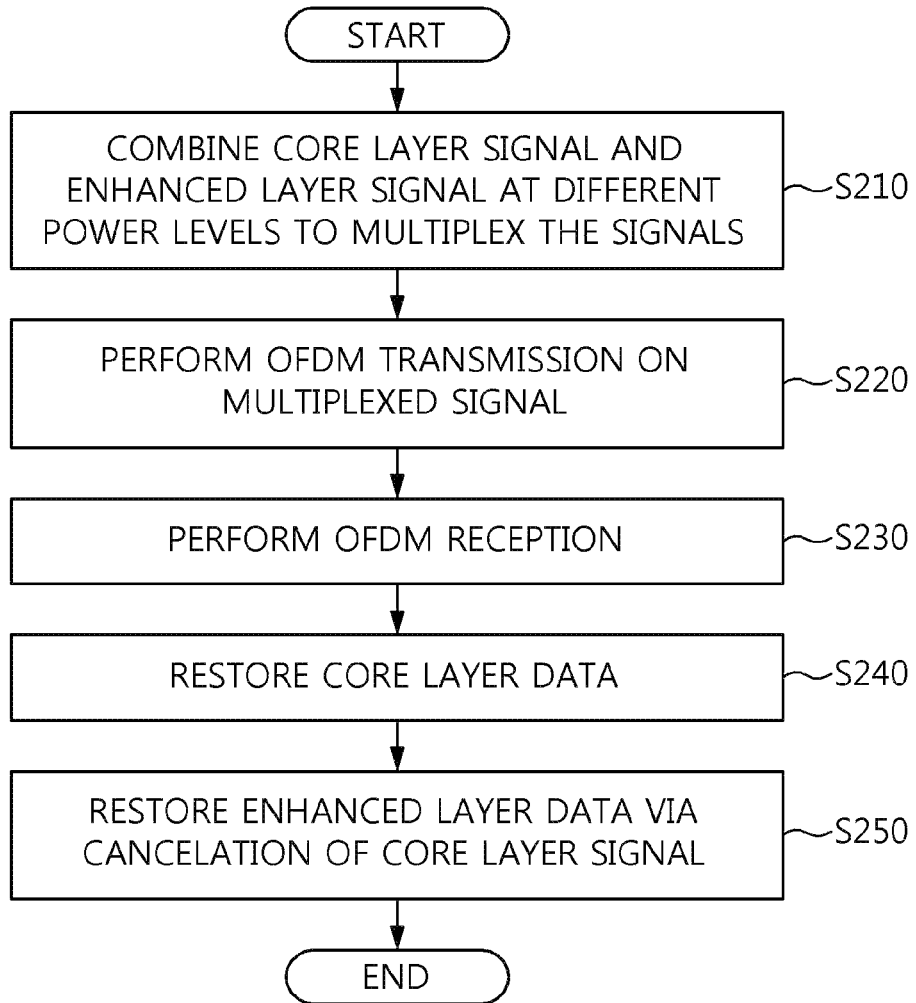 START
COMBINE CORE LAYER SIGNAL AND
ENHANCED LAYER SIGNAL AT DIFFERENT
POWER LEVELS TO MULTIPLEX THE SIGNALS
S210
PERFORM OFDM TRANSMISSION ON
MULTIPLEXED SIGNAL
S220
PERFORM OFDM RECEPTION
S230
RESTORE CORE LAYER DATA
S240
RESTORE ENHANCED LAYER DATA VIA
CANCELATION OF CORE LAYER SIGNAL
S250
END